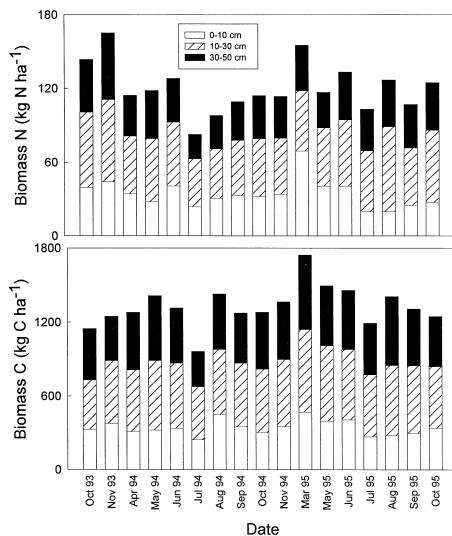 180
120
60
0
Biomass N (kg N ha⁻¹)
0-10 cm
10-30 cm
30-50 cm
1800
1200
600
0
Biomass C (kg C ha⁻¹)
Oct 93
Nov 93
Apr 94
May 94
Jun 94
Jul 94
Aug 94
Sep 94
Oct 94
Nov 94
Mar 95
May 95
Jun 95
Jul 95
Aug 95
Sep 95
Oct 95
Date